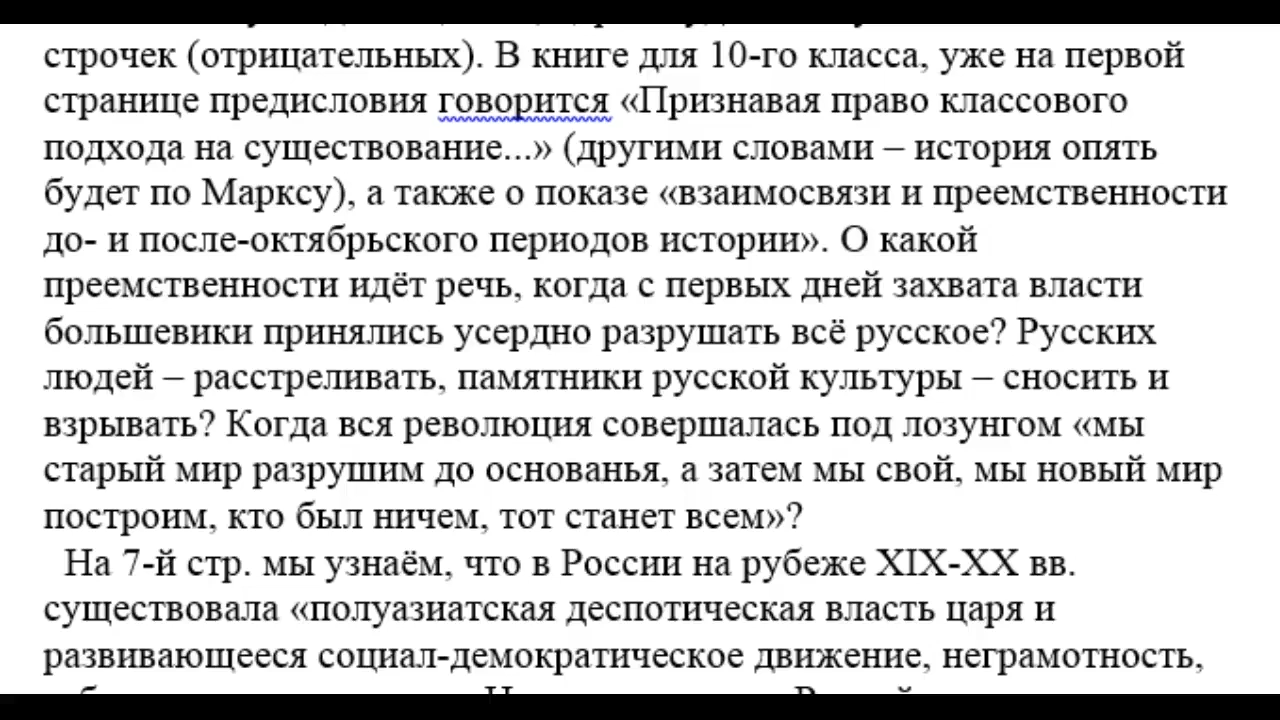 строчек (отрицательных). В книге для 10-го класса, уже на первой
странице предисловия говорится «Признавая право классового
подхода на существование...» (другими словами – история опять
будет по Марксу), а также о показе «взаимосвязи и преемственности
до- и после-октябрьского периодов истории». О какой
преемственности идёт речь, когда с первых дней захвата власти
большевики принялись усердно разрушать всё русское? Русских
людей – расстреливать, памятники русской культуры – сносить и
взрывать? Когда вся революция совершалась под лозунгом «мы
старый мир разрушим до основанья, а затем мы свой, мы новый мир
построим, кто был ничем, тот станет всем»?
На 7-й стр. мы узнаём, что в России на рубеже XIX-XX вв.
существовала «полуазиатская деспотическая власть царя и
развивающееся социал-демократическое движение, неграмотность,